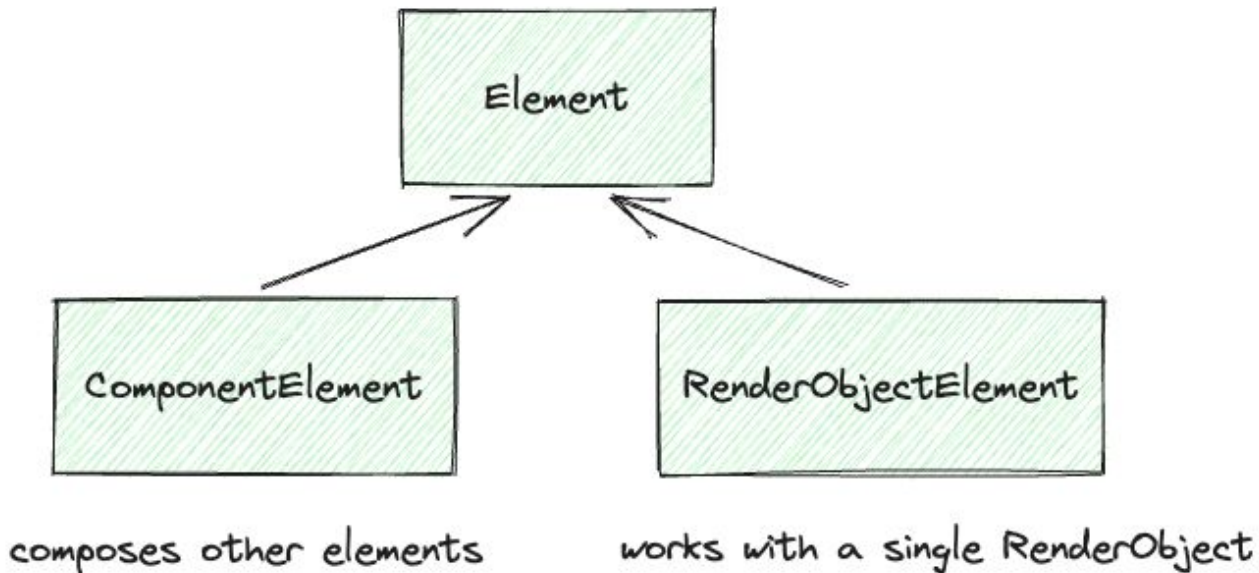 Element
ComponentElement
RenderObjectElement
composes other elements
works with a single RenderObject